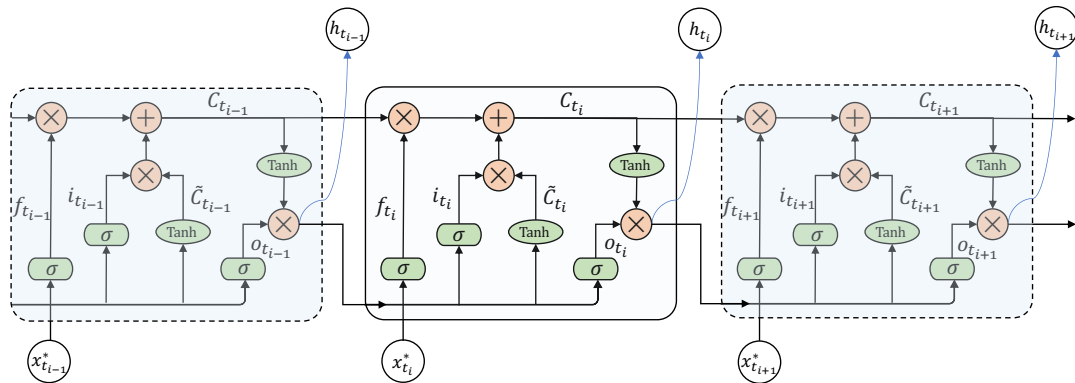 h_{t_{i-1}} h_{t_i} h_{t_{i+1}}
C_{t_{i-1}} C_{t_i} C_{t_{i+1}}
× + × + × +
Tanh Tanh Tanh
× × ×
f_{t_{i-1}} i_{t_{i-1}} C̃_{t_{i-1}} f_{t_i} i_{t_i} C̃_{t_i} f_{t_{i+1}} i_{t_{i+1}} C̃_{t_{i+1}}
× × ×
σ Tanh σ Tanh σ Tanh
o_{t_{i-1}} o_{t_i} o_{t_{i+1}}
σ σ σ σ σ σ
x^*_{t_{i-1}} x^*_{t_i} x^*_{t_{i+1}}